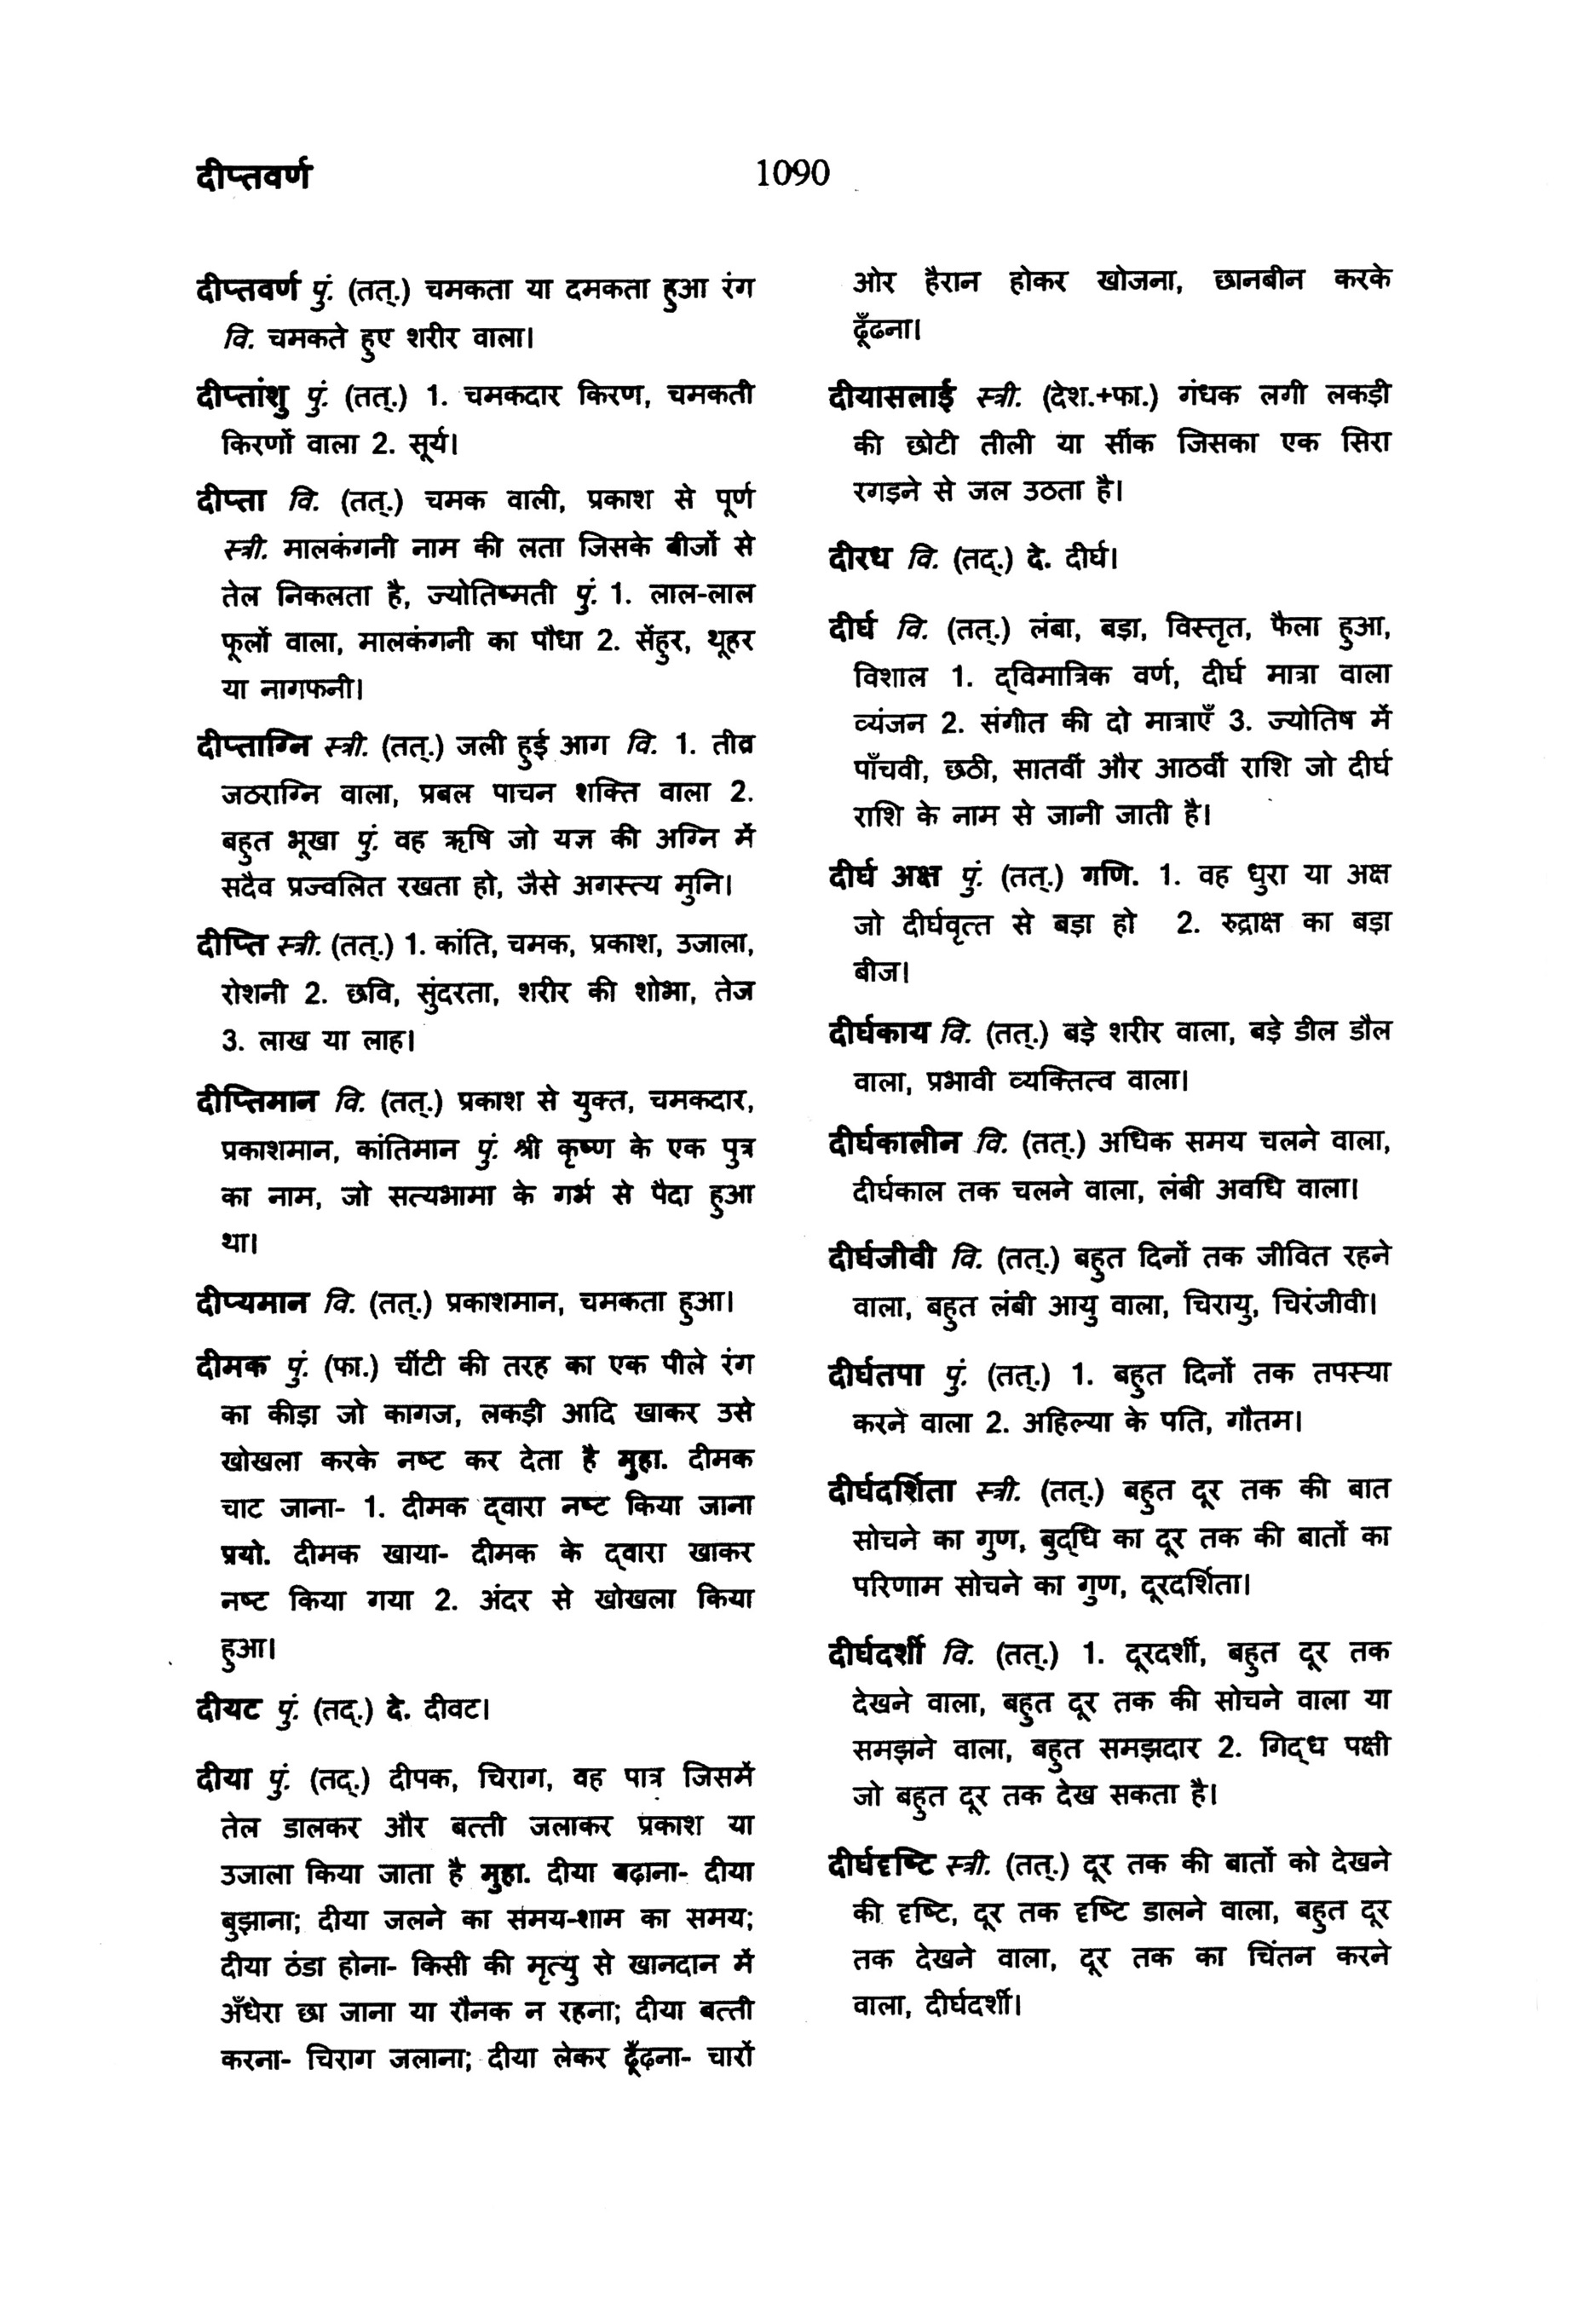 दीप्तवर्ण
1090
दीप्तवर्ण पुं. (तत्.) चमकता या दमकता हुआ रंग
वि. चमकते हुए शरीर वाला।
दीप्तांशु पुं. (तत्.) 1. चमकदार किरण, चमकती
किरणों वाला 2. सूर्य।
दीप्ता वि. (तत्.) चमक वाली, प्रकाश से पूर्ण
स्त्री. मालकंगनी नाम की लता जिसके बीजों से
तेल निकलता है, ज्योतिष्मती पुं. 1. लाल-लाल
फूलों वाला, मालकंगनी का पौधा 2. सेंहुर, थूहर
या नागफनी।
दीप्ताग्नि स्त्री. (तत्.) जली हुई आग वि. 1. तीव्र
जठराग्नि वाला, प्रबल पाचन शक्ति वाला 2.
बहुत भूखा पुं. वह ऋषि जो यज्ञ की अग्नि में
सदैव प्रज्वलित रखता हो, जैसे अगस्त्य मुनि।
दीप्ति स्त्री. (तत्.) 1. कांति, चमक, प्रकाश, उजाला,
रोशनी 2. छवि, सुंदरता, शरीर की शोभा, तेज
3. लाख या लाह।
दीप्तिमान वि. (तत्.) प्रकाश से युक्त, चमकदार,
प्रकाशमान, कांतिमान पुं. श्री कृष्ण के एक पुत्र
का नाम, जो सत्यभामा के गर्भ से पैदा हुआ
था।
दीप्यमान वि. (तत्.) प्रकाशमान, चमकता हुआ।
दीमक पुं. (फा.) चींटी की तरह का एक पीले रंग
का कीड़ा जो कागज, लकड़ी आदि खाकर उसे
खोखला करके नष्ट कर देता है मुहा. दीमक
चाट जाना- 1. दीमक द्‌वारा नष्ट किया जाना
प्रयो. दीमक खाया- दीमक के द्‌वारा खाकर
नष्ट किया गया 2. अंदर से खोखला किया
हुआ।
दीयट पुं. (तद्.) दे. दीवट।
दीया पुं. (तद्.) दीपक, चिराग, वह पात्र जिसमें
तेल डालकर और बत्ती जलाकर प्रकाश या
उजाला किया जाता है मुहा. दीया बढ़ाना- दीया
बुझाना; दीया जलने का समय-शाम का समय;
दीया ठंडा होना- किसी की मृत्यु से खानदान में
अँधेरा छा जाना या रौनक न रहना; दीया बत्ती
करना- चिराग जलाना; दीया लेकर ढूँढ़ना- चारों
ओर हैरान होकर खोजना, छानबीन करके
ढूँढना।
दीयासलाई स्त्री. (देश.+फा.) गंधक लगी लकड़ी
की छोटी तीली या सींक जिसका एक सिरा
रगड़ने से जल उठता है।
दीरध वि. (तद्.) दे. दीर्घ।
दीर्घ वि. (तत्.) लंबा, बड़ा, विस्तृत, फैला हुआ,
विशाल 1. द्‌विमात्रिक वर्ण, दीर्घ मात्रा वाला
व्यंजन 2. संगीत की दो मात्राएँ 3. ज्योतिष में
पाँचवी, छठी, सातवीं और आठवीं राशि जो दीर्घ
राशि के नाम से जानी जाती है।
दीर्घ अक्ष पुं. (तत्.) गणि. 1. वह धुरा या अक्ष
जो दीर्घवृत्त से बड़ा हो 2. रुद्राक्ष का बड़ा
बीज।
दीर्घकाय वि. (तत्.) बड़े शरीर वाला, बड़े डील डौल
वाला, प्रभावी व्यक्तित्व वाला।
दीर्घकालीन वि. (तत्.) अधिक समय चलने वाला,
दीर्घकाल तक चलने वाला, लंबी अवधि वाला।
दीर्घजीवी वि. (तत्.) बहुत दिनों तक जीवित रहने
वाला, बहुत लंबी आयु वाला, चिरायु, चिरंजीवी।
दीर्घतपा पुं. (तत्.) 1. बहुत दिनों तक तपस्या
करने वाला 2. अहिल्या के पति, गौतम।
दीर्घदर्शिता स्त्री. (तत्.) बहुत दूर तक की बात
सोचने का गुण, बुद्‌धि का दूर तक की बातों का
परिणाम सोचने का गुण, दूरदर्शिता।
दीर्घदर्शी वि. (तत्.) 1. दूरदर्शी, बहुत दूर तक
देखने वाला, बहुत दूर तक की सोचने वाला या
समझने वाला, बहुत समझदार 2. गिद्‌ध पक्षी
जो बहुत दूर तक देख सकता है।
दीर्घदृष्टि स्त्री. (तत्.) दूर तक की बातों को देखने
की दृष्टि, दूर तक दृष्टि डालने वाला, बहुत दूर
तक देखने वाला, दूर तक का चिंतन करने
वाला, दीर्घदर्शी।